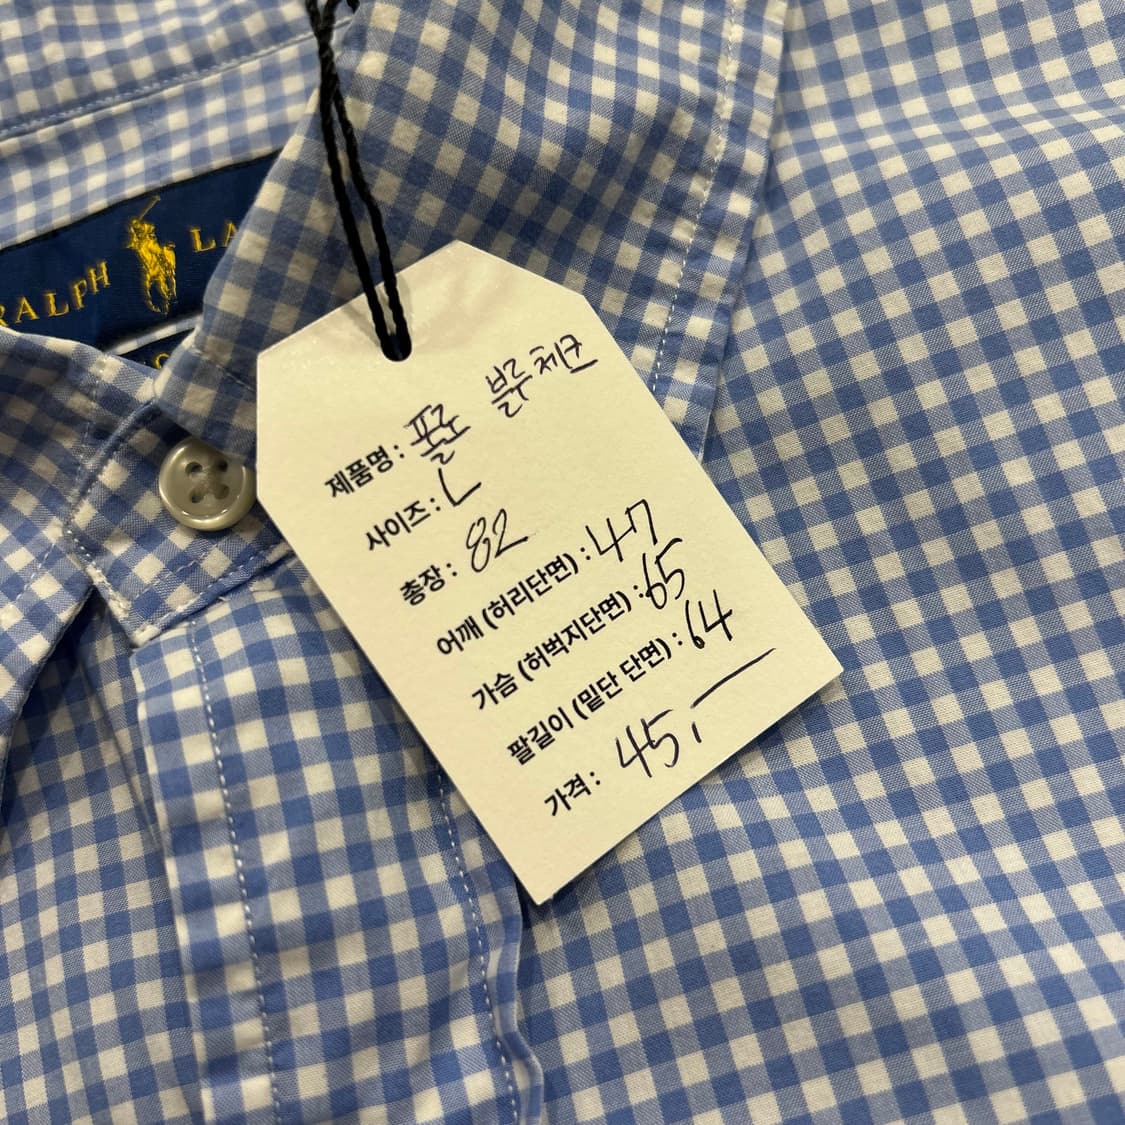 RALPH LA
제품명 : 폴로 블루체크
사이즈 : L
총장 : 82
어깨 (허리단면) : 47
가슴 (허벅지단면) : 65
팔길이 (밑단 단면) : 64
가격 : 45,—